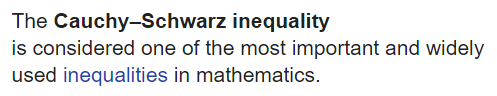 The Cauchy–Schwarz inequality
is considered one of the most important and widely
used inequalities in mathematics.